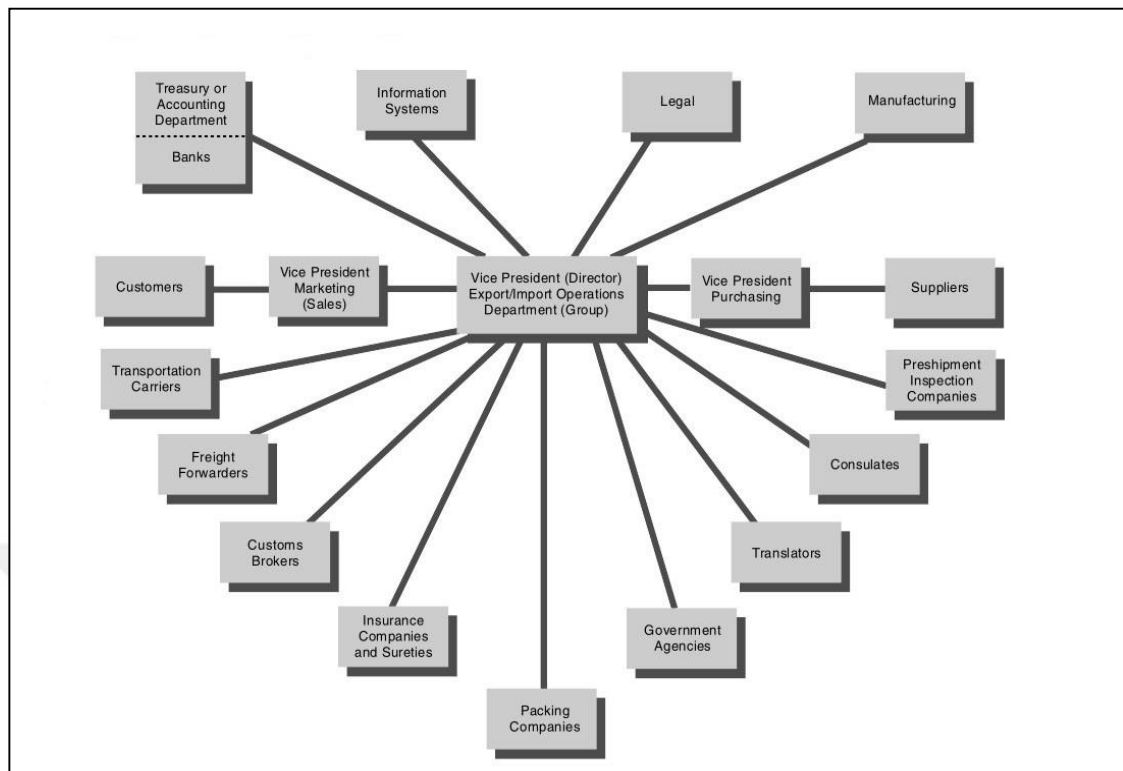 Treasury or
Accounting
Department
Banks
Information
Systems
Legal
Manufacturing
Customers
Vice President
Marketing
(Sales)
Vice President (Director)
Export/Import Operations
Department (Group)
Vice President
Purchasing
Suppliers
Transportation
Carriers
Preshipment
Inspection
Companies
Freight
Forwarders
Consulates
Customs
Brokers
Translators
Insurance
Companies
and Sureties
Government
Agencies
Packing
Companies